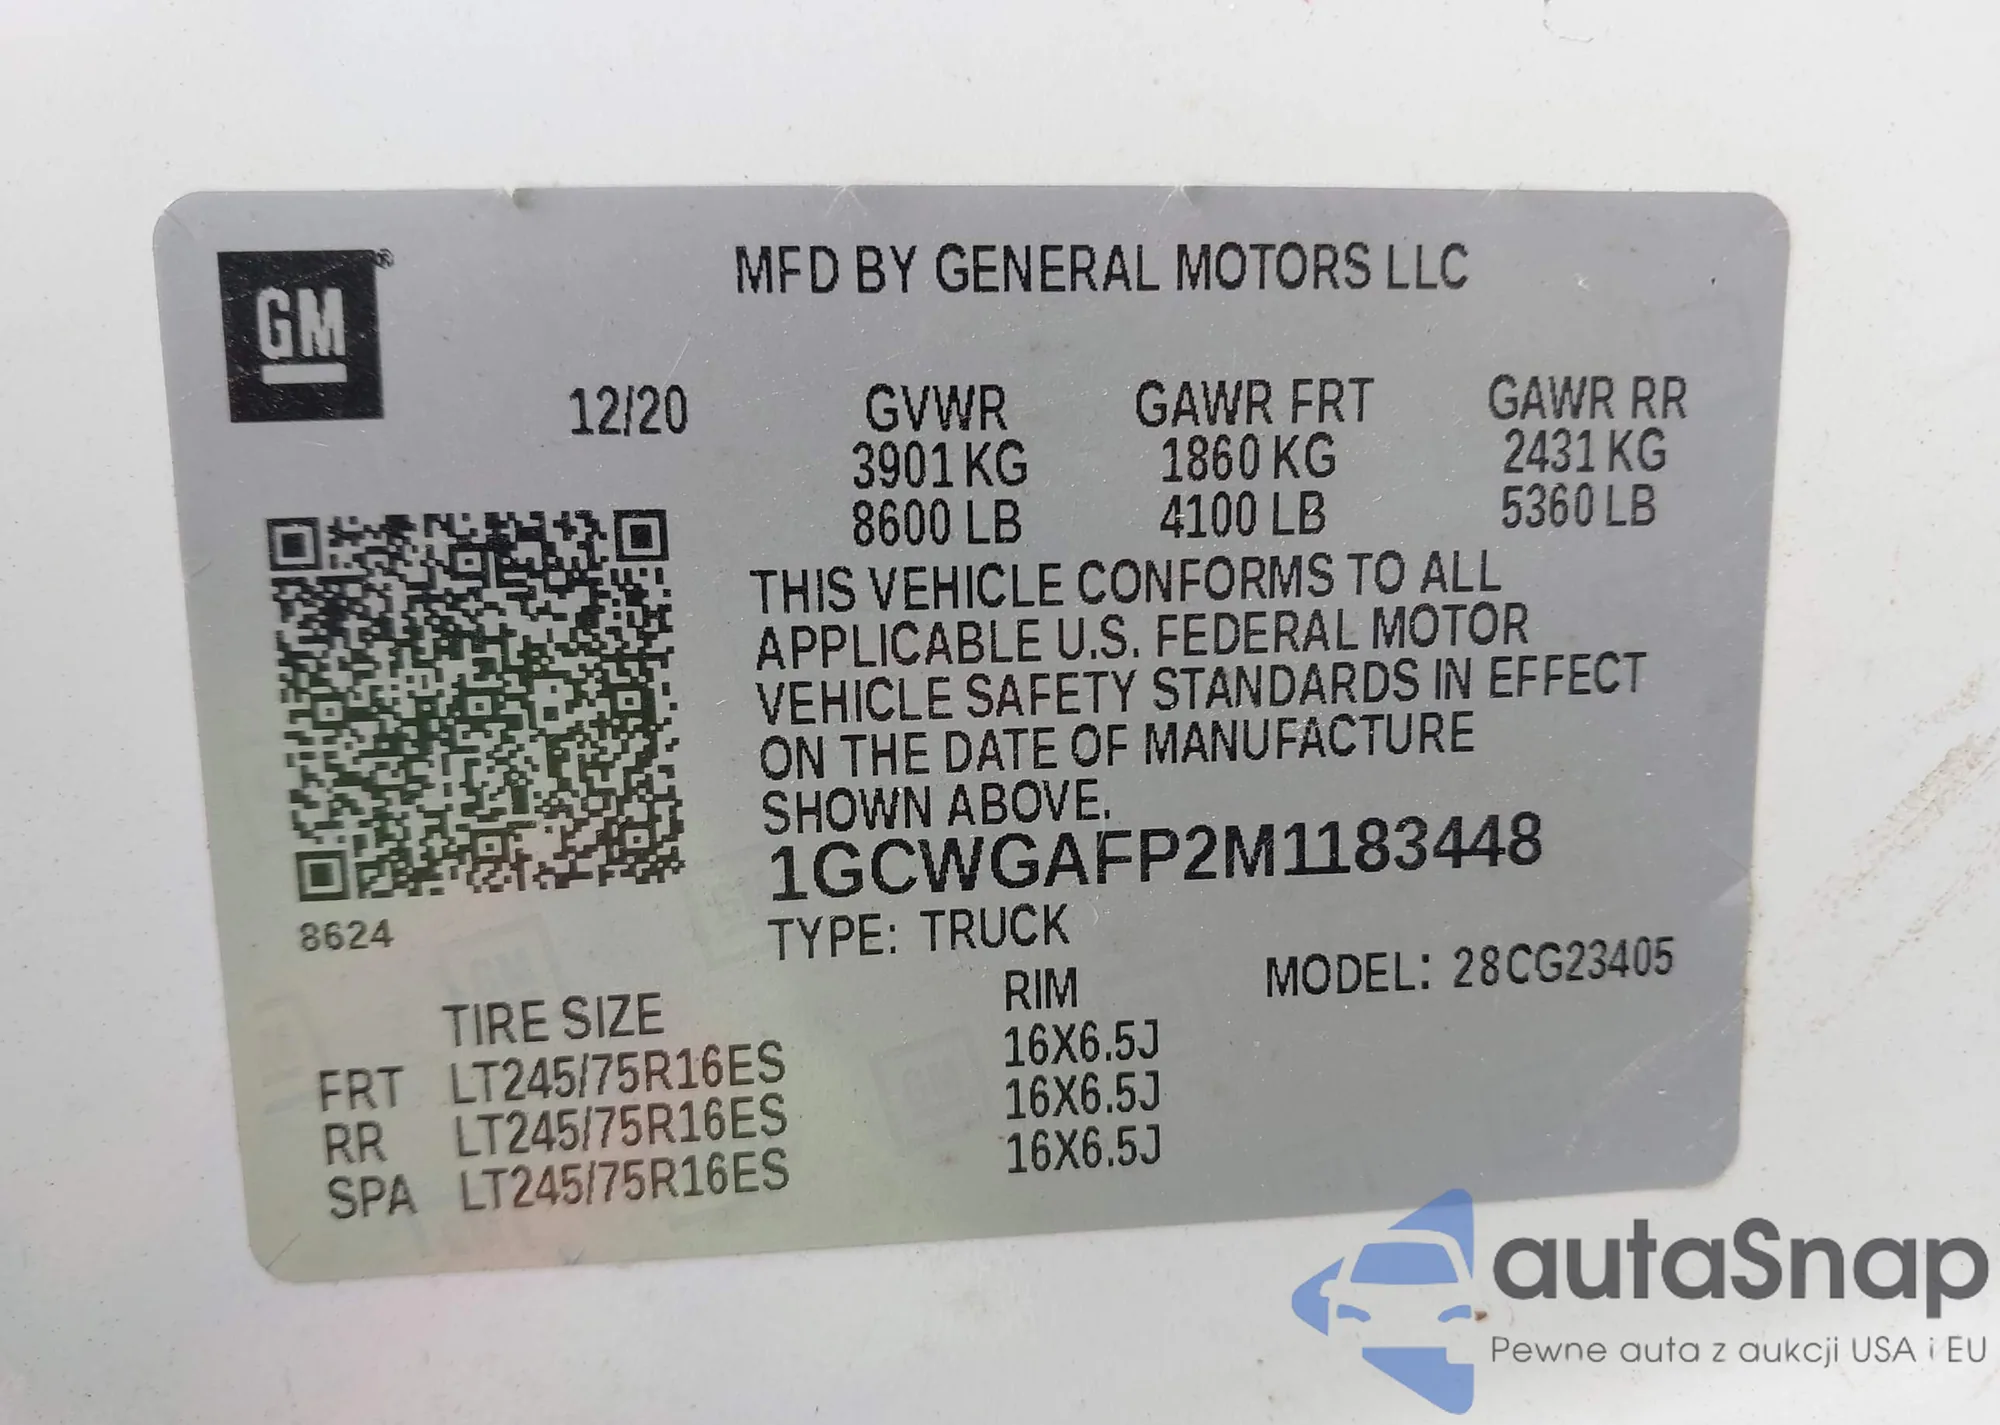 GM®
MFD BY GENERAL MOTORS LLC
12/20 GVWR GAWR FRT GAWR RR
3901 KG 1860 KG 2431 KG
8600 LB 4100 LB 5360 LB
THIS VEHICLE CONFORMS TO ALL
APPLICABLE U.S. FEDERAL MOTOR
VEHICLE SAFETY STANDARDS IN EFFECT
ON THE DATE OF MANUFACTURE
SHOWN ABOVE.
1GCWGAFP2M1183448
8624
TYPE: TRUCK
MODEL: 28CG23405
TIRE SIZE RIM
FRT LT245/75R16ES 16X6.5J
RR LT245/75R16ES 16X6.5J
SPA LT245/75R16ES 16X6.5J
autaSnap
Pewne auta z aukcji USA i EU